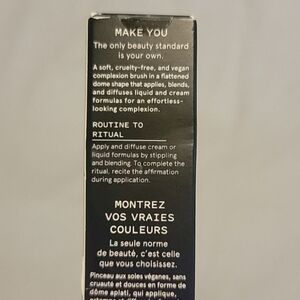 MAKE YOU
The only beauty standard
is your own.
A soft, cruelty-free, and vegan
complexion brush in a flattened
dome shape that applies, blends,
and diffuses liquid and cream
formulas for an effortless-
looking complexion.
ROUTINE TO
RITUAL
Apply and diffuse cream or
liquid formulas by stippling
and blending. To complete the
ritual, recite the affirmation
during application.
MONTREZ
VOS VRAIES
COULEURS
La seule norme
de beauté, c'est celle
que vous choisissez.
Pinceau aux soies véganes, sans
cruauté et douces en forme de
dôme aplati, qui applique,